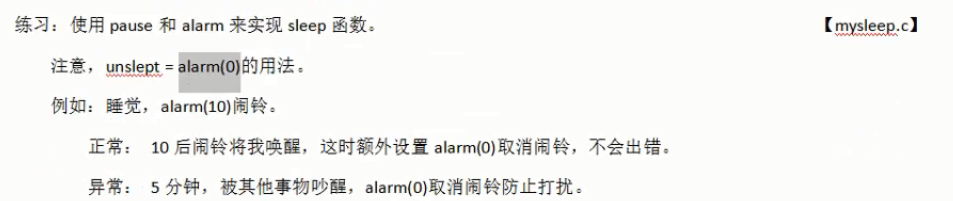 练习：使用 pause 和 alarm 来实现 sleep 函数。 【mysleep.c】
注意，unslept = alarm(0)的用法。
例如：睡觉，alarm(10)闹铃。
正常： 10 后闹铃将我唤醒，这时额外设置 alarm(0)取消闹铃，不会出错。
异常： 5 分钟，被其他事物吵醒，alarm(0)取消闹铃防止打扰。